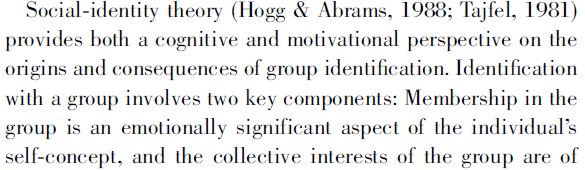 Social-identity theory (Hogg & Abrams, 1988; Tajfel, 1981)
provides both a cognitive and motivational perspective on the
origins and consequences of group identification. Identification
with a group involves two key components: Membership in the
group is an emotionally significant aspect of the individual's
self-concept, and the collective interests of the group are of